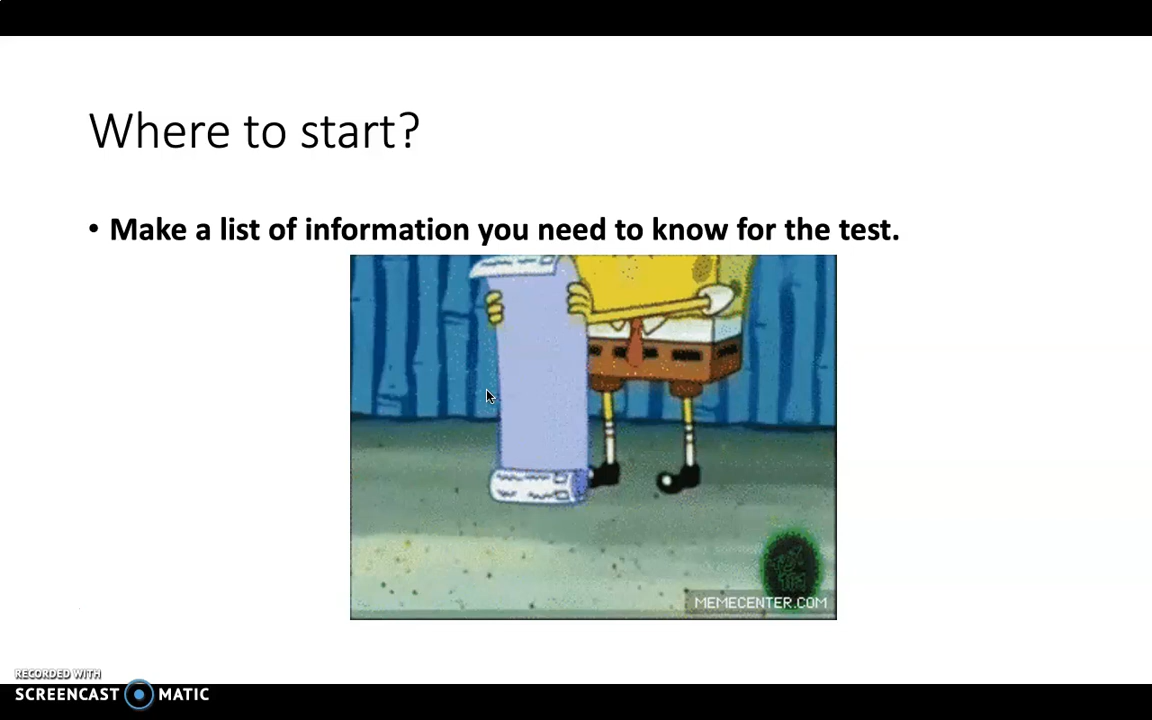 Where to start?
• Make a list of information you need to know for the test.
MEMECENTER.COM
RECORDED WITH
SCREENCAST MATIC